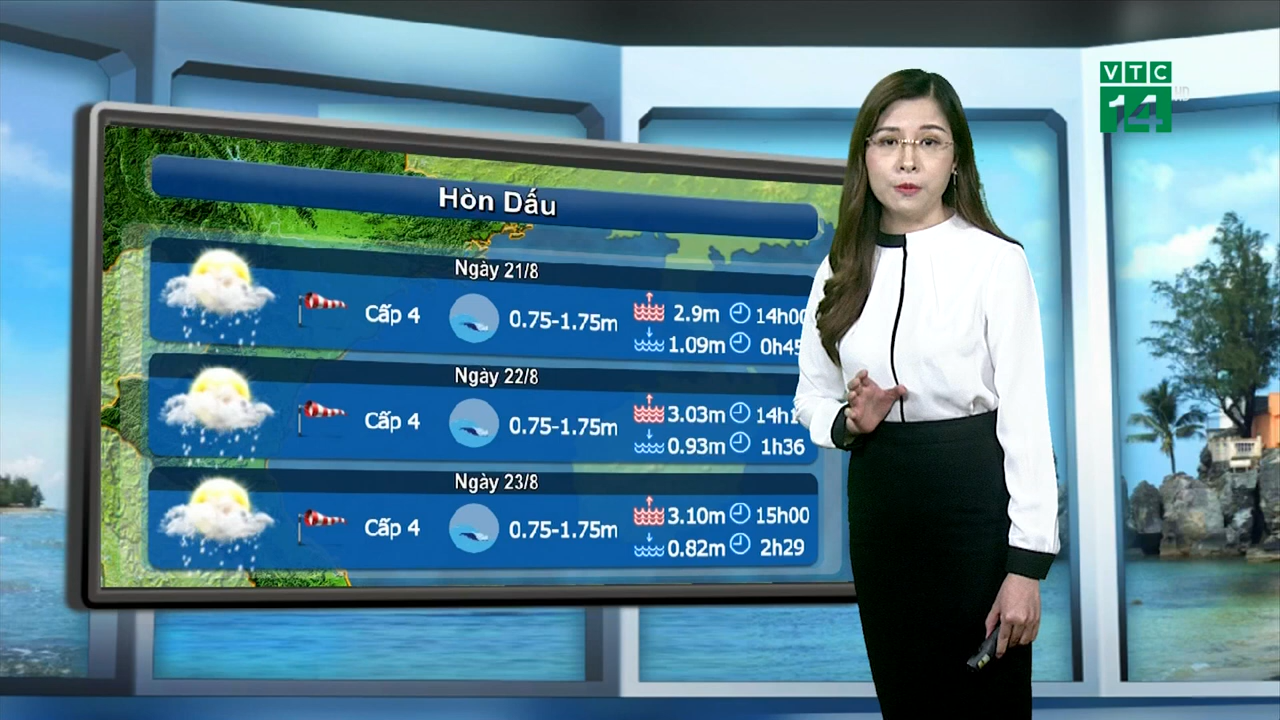 VTC
14
HD
Hòn Dấu
Ngày 21/8
Cấp 4 0.75-1.75m 2.9m 14h00
1.09m 0h45
Ngày 22/8
Cấp 4 0.75-1.75m 3.03m
0.93m 1h36
Ngày 23/8
Cấp 4 0.75-1.75m 3.10m 15h00
0.82m 2h29